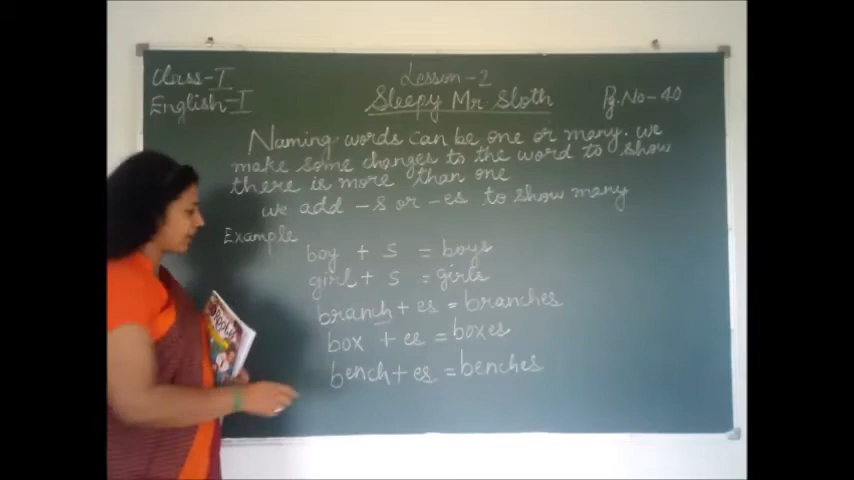 Class-I
English-I
Lesson-2
Sleepy Mr Sloth
Pg.No-40
Naming words can be one or many. we
make some changes to the word to show
there is more than one
we add -s or -es to show many
Example
boy + s = boys
girl + s = girls
branch + es = branches
box + es = boxes
bench + es = benches